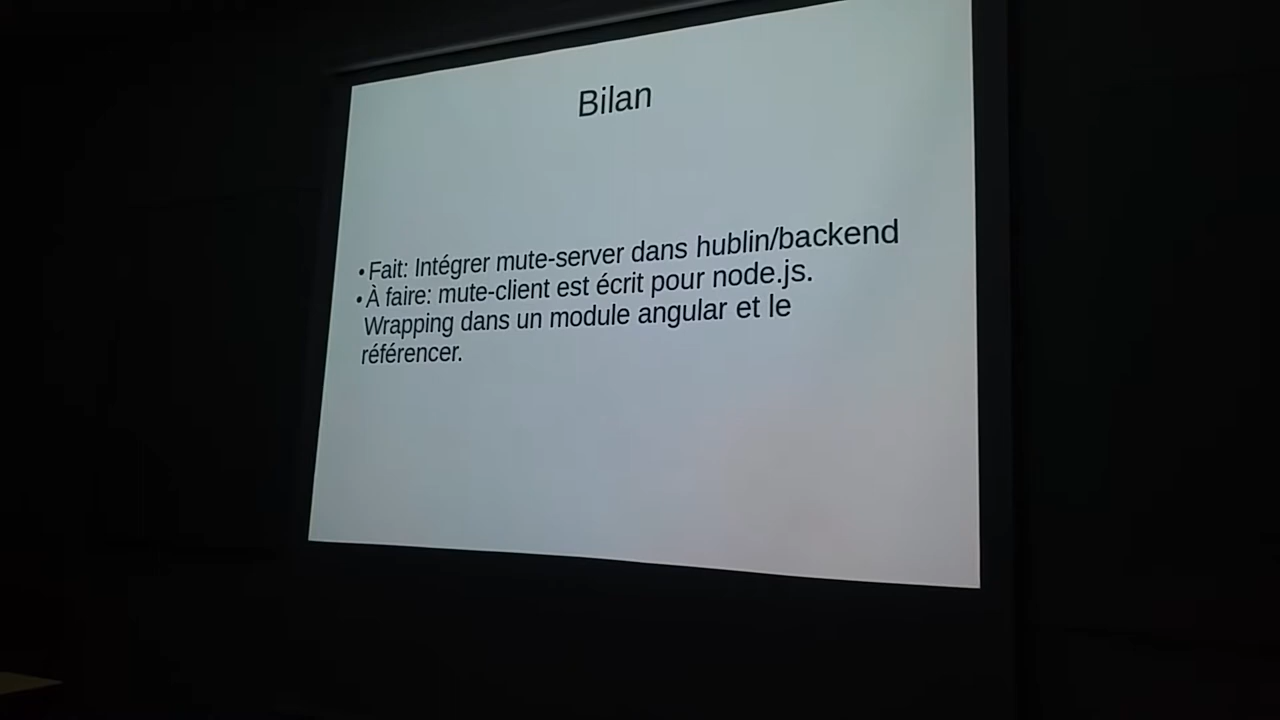 Bilan
• Fait: Intégrer mute-server dans hublin/backend
• À faire: mute-client est écrit pour node.js.
Wrapping dans un module angular et le
référencer.